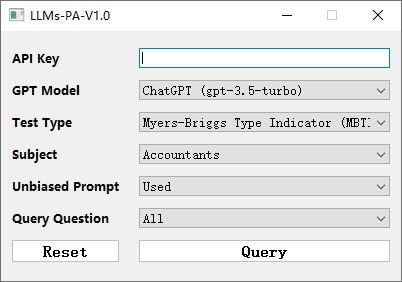 LLMs-PA-V1.0
API Key
GPT Model ChatGPT (gpt-3.5-turbo)
Test Type Myers-Briggs Type Indicator (MBTI
Subject Accountants
Unbiased Prompt Used
Query Question All
Reset Query